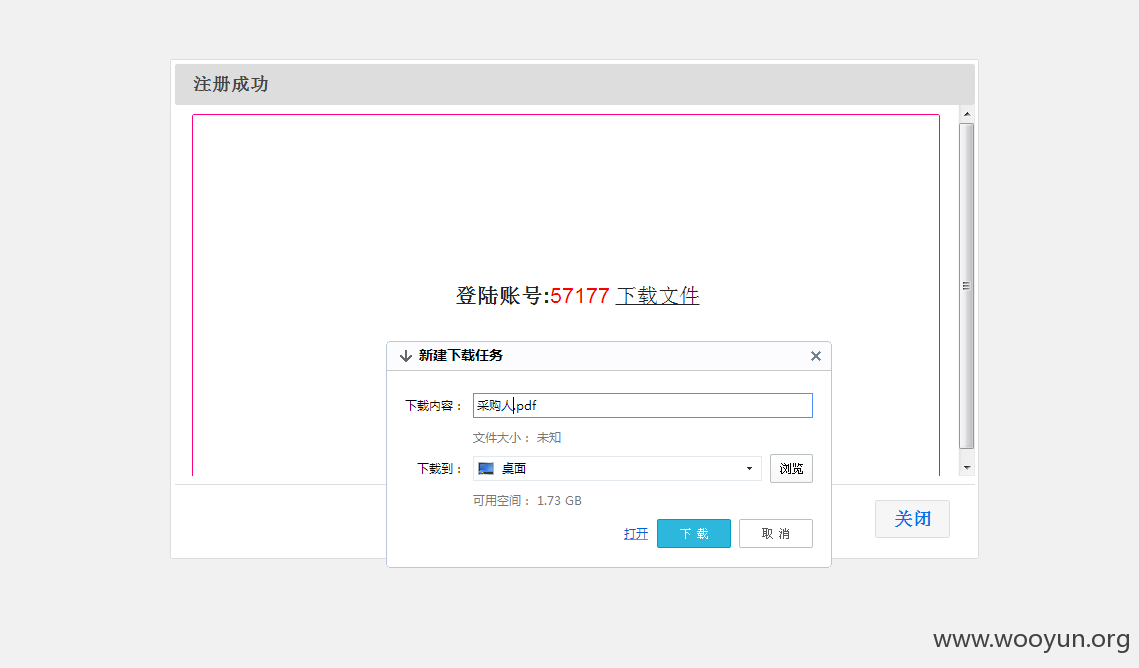 注册成功
登陆账号:57177 下载文件
新建下载任务
下载内容： 采购人.pdf
文件大小： 未知
下载到： 桌面 浏览
可用空间： 1.73 GB
打开 下 载 取 消
关闭
www.wooyun.org